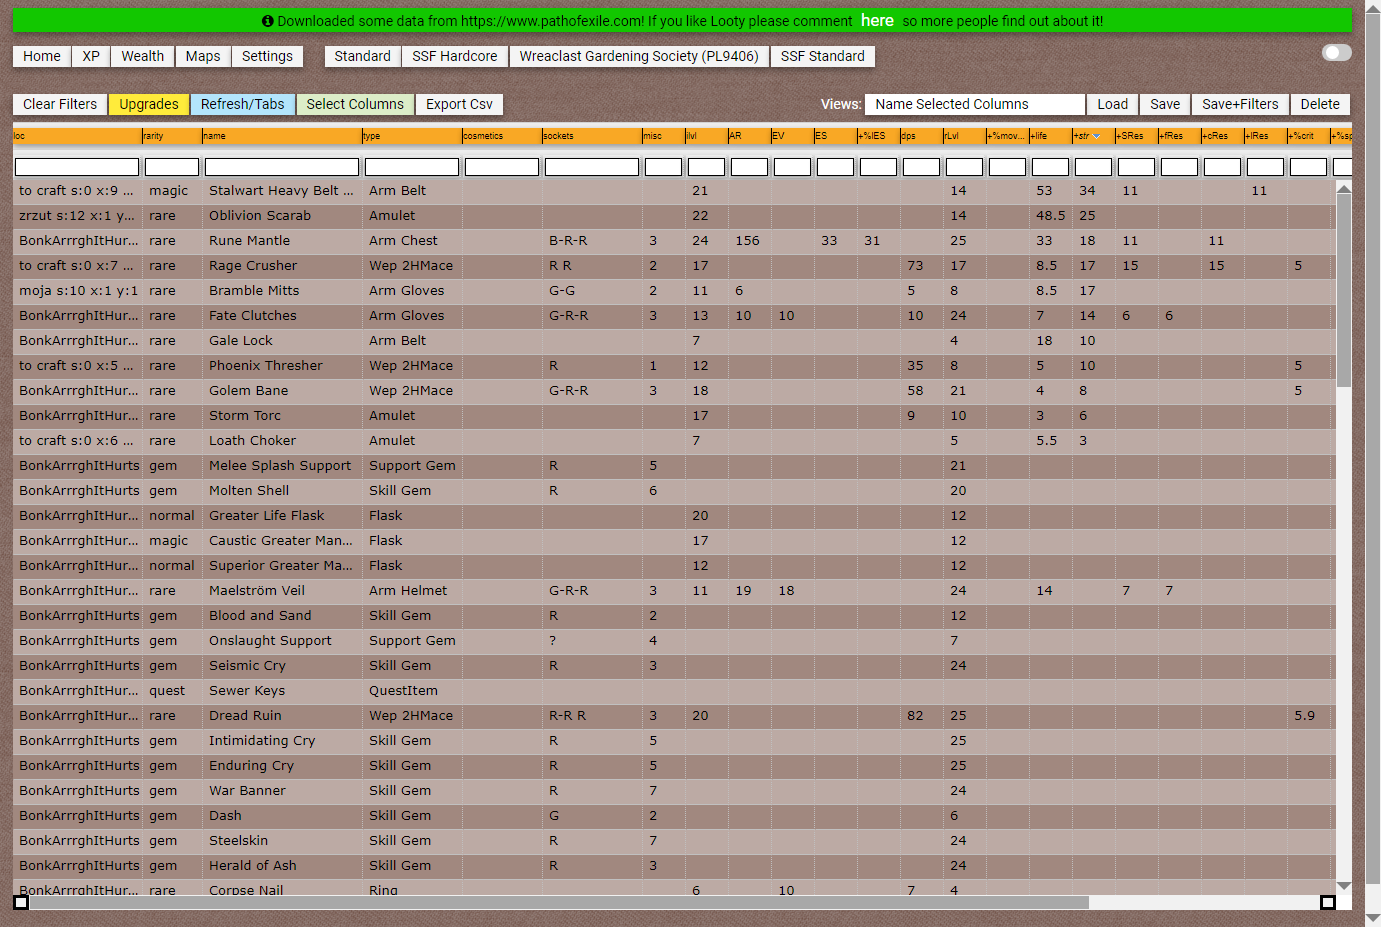 Downloaded some data from https://www.pathofexile.com! If you like Looty please comment here so more people find out about it!
Home XP Wealth Maps Settings Standard SSF Hardcore Wreaclast Gardening Society (PL9406) SSF Standard
Clear Filters Upgrades Refresh/Tabs Select Columns Export Csv Views: Name Selected Columns Load Save Save+Filters Delete
loc rarity name type cosmetics sockets misc ilvl AR EV ES +%IES dps rLvl +%mov... +life +str +SRes +fRes +cRes +lRes +%crit +%sp
to craft s:0 x:9 ... magic Stalwart Heavy Belt ... Arm Belt 21 14 53 34 11 11
zrzut s:12 x:1 y... rare Oblivion Scarab Amulet 22 14 48.5 25
BonkArrrghItHur... rare Rune Mantle Arm Chest B-R-R 3 24 156 33 31 25 33 18 11 11
to craft s:0 x:7 ... rare Rage Crusher Wep 2HMace R R 2 17 73 17 8.5 17 15 15 5
moja s:10 x:1 y:1 rare Bramble Mitts Arm Gloves G-G 2 11 6 5 8 8.5 17
BonkArrrghItHur... rare Fate Clutches Arm Gloves G-R-R 3 13 10 10 10 24 7 14 6 6
BonkArrrghItHur... rare Gale Lock Arm Belt 7 4 18 10
to craft s:0 x:5 ... rare Phoenix Thresher Wep 2HMace R 1 12 35 8 5 10 5
BonkArrrghItHur... rare Golem Bane Wep 2HMace G-R-R 3 18 58 21 4 8 5
BonkArrrghItHur... rare Storm Torc Amulet 17 9 10 3 6
to craft s:0 x:6 ... rare Loath Choker Amulet 7 5 5.5 3
BonkArrrghItHurts gem Melee Splash Support Support Gem R 5 21
BonkArrrghItHurts gem Molten Shell Skill Gem R 6 20
BonkArrrghItHur... normal Greater Life Flask Flask 20 12
BonkArrrghItHur... magic Caustic Greater Man... Flask 17 12
BonkArrrghItHur... normal Superior Greater Ma... Flask 12 12
BonkArrrghItHur... rare Maelström Veil Arm Helmet G-R-R 3 11 19 18 24 14 7 7
BonkArrrghItHurts gem Blood and Sand Skill Gem R 2 12
BonkArrrghItHurts gem Onslaught Support Support Gem ? 4 7
BonkArrrghItHurts gem Seismic Cry Skill Gem R 3 24
BonkArrrghItHur... quest Sewer Keys QuestItem
BonkArrrghItHur... rare Dread Ruin Wep 2HMace R-R R 3 20 82 25 5.9
BonkArrrghItHurts gem Intimidating Cry Skill Gem R 5 25
BonkArrrghItHurts gem Enduring Cry Skill Gem R 5 25
BonkArrrghItHurts gem War Banner Skill Gem R 7 24
BonkArrrghItHurts gem Dash Skill Gem G 2 6
BonkArrrghItHurts gem Steelskin Skill Gem R 7 24
BonkArrrghItHurts gem Herald of Ash Skill Gem R 3 24
BonkArrrghItHur... rare Corpse Nail Ring 6 10 7 4